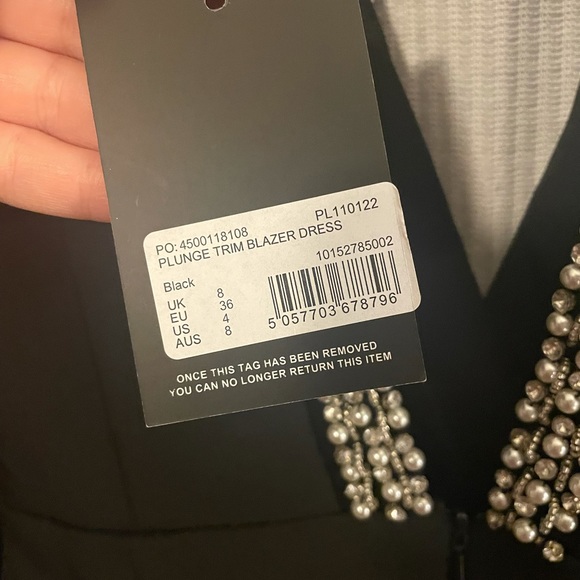 PO: 4500118108 PL110122
PLUNGE TRIM BLAZER DRESS
10152785002
Black
UK 8
EU 36
US 4
AUS 8
5 057703 678796
ONCE THIS TAG HAS BEEN REMOVED
YOU CAN NO LONGER RETURN THIS ITEM